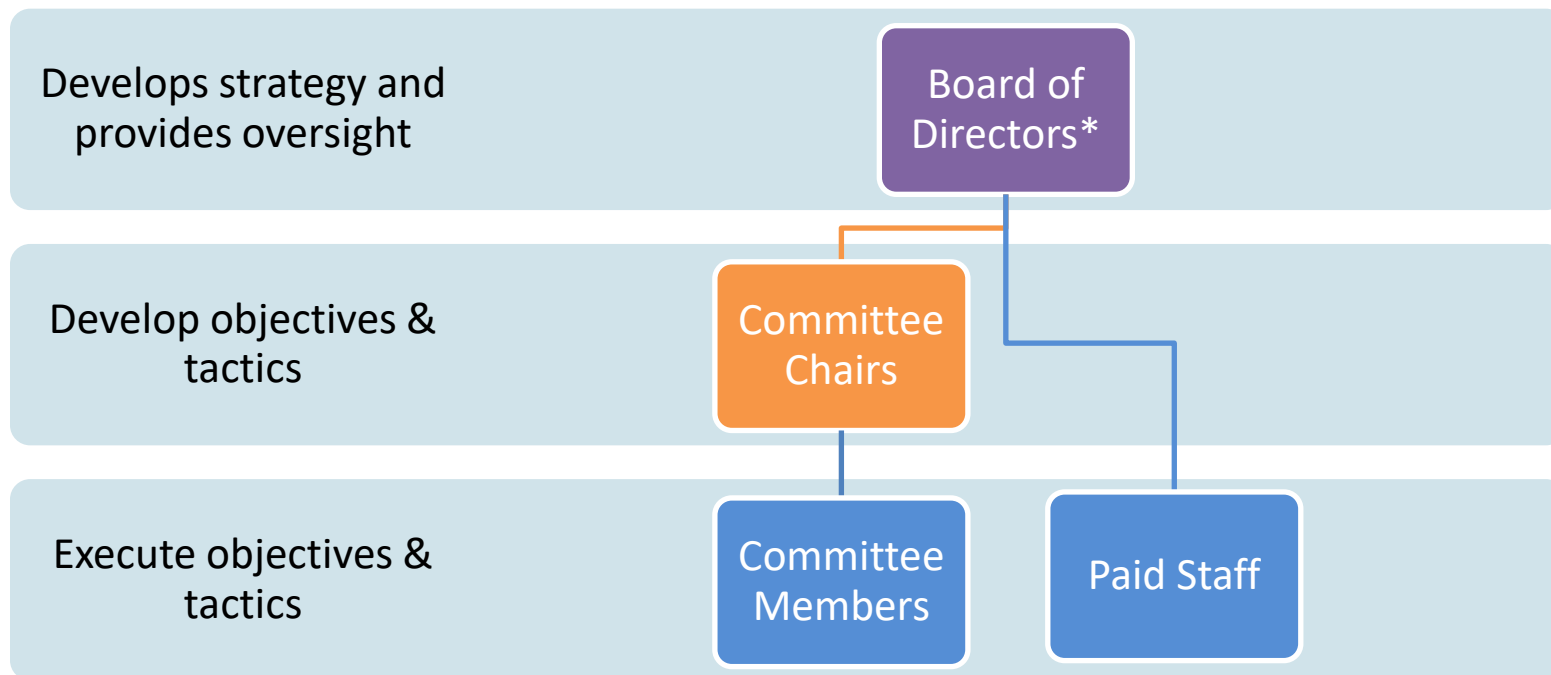 Develops strategy and
provides oversight
Board of
Directors*
Develop objectives &
tactics
Committee
Chairs
Execute objectives &
tactics
Committee
Members
Paid Staff